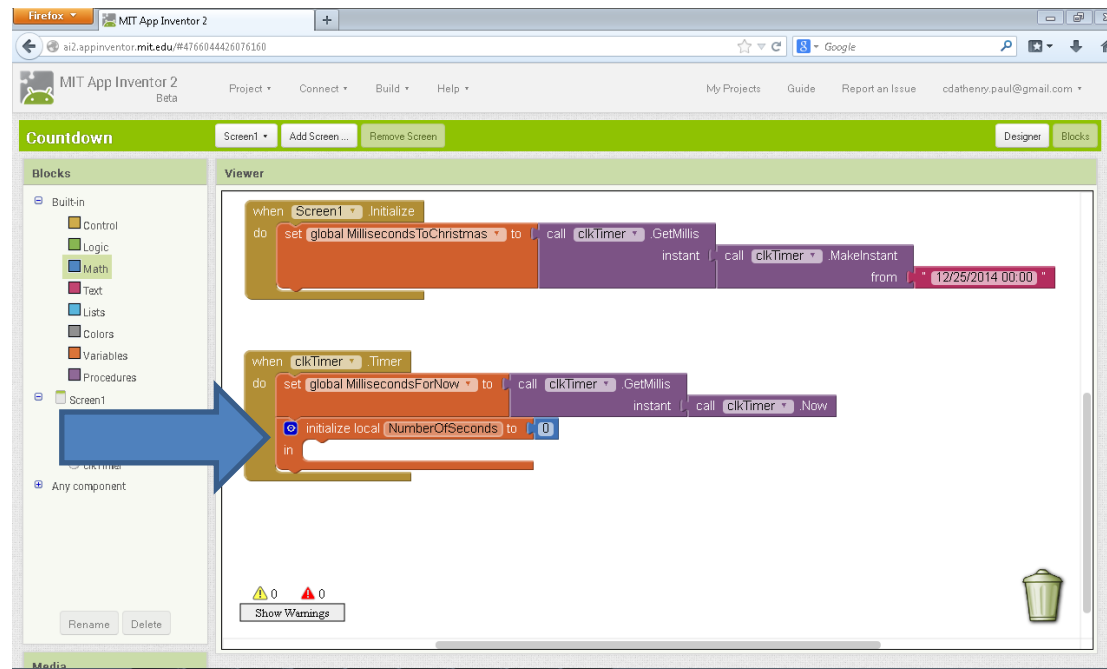 Firefox
MIT App Inventor 2
+
ai2.appinventor.mit.edu/#4766044426076160
Google
MIT App Inventor 2
Beta
Project Connect Build Help
My Projects Guide Report an Issue cdathenry.paul@gmail.com
Countdown
Screen1 Add Screen ... Remove Screen
Designer Blocks
Blocks
Viewer
Built-in
Control
Logic
Math
Text
Lists
Colors
Variables
Procedures
Screen1
clkTimer
Any component
Rename Delete
Media
when Screen1 .Initialize
do set global MillisecondsToChristmas to call clkTimer .GetMillis
instant call clkTimer .MakeInstant
from " 12/25/2014 00:00 "
when clkTimer .Timer
do set global MillisecondsForNow to call clkTimer .GetMillis
instant call clkTimer .Now
initialize local NumberOfSeconds to 0
in
0 0
Show Warnings